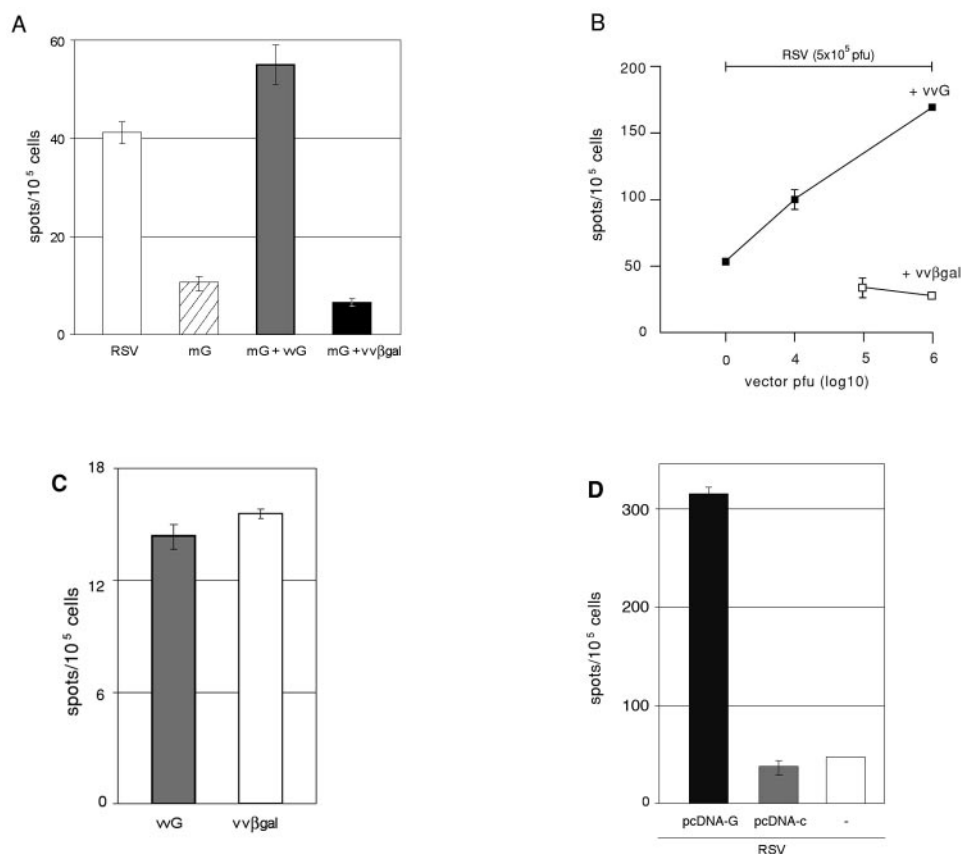 A
60
40
20
0
spots/10⁵ cells
RSV mG mG + vvG mG +vvβgal
B
RSV (5x10⁵ pfu)
200
150
100
50
0
spots/10⁵ cells
+ vvG
+ vvβgal
0 4 5 6
vector pfu (log10)
C
18
12
6
0
spots/10⁵ cells
vvG vvβgal
D
300
200
100
0
spots/10⁵ cells
pcDNA-G pcDNA-c -
RSV